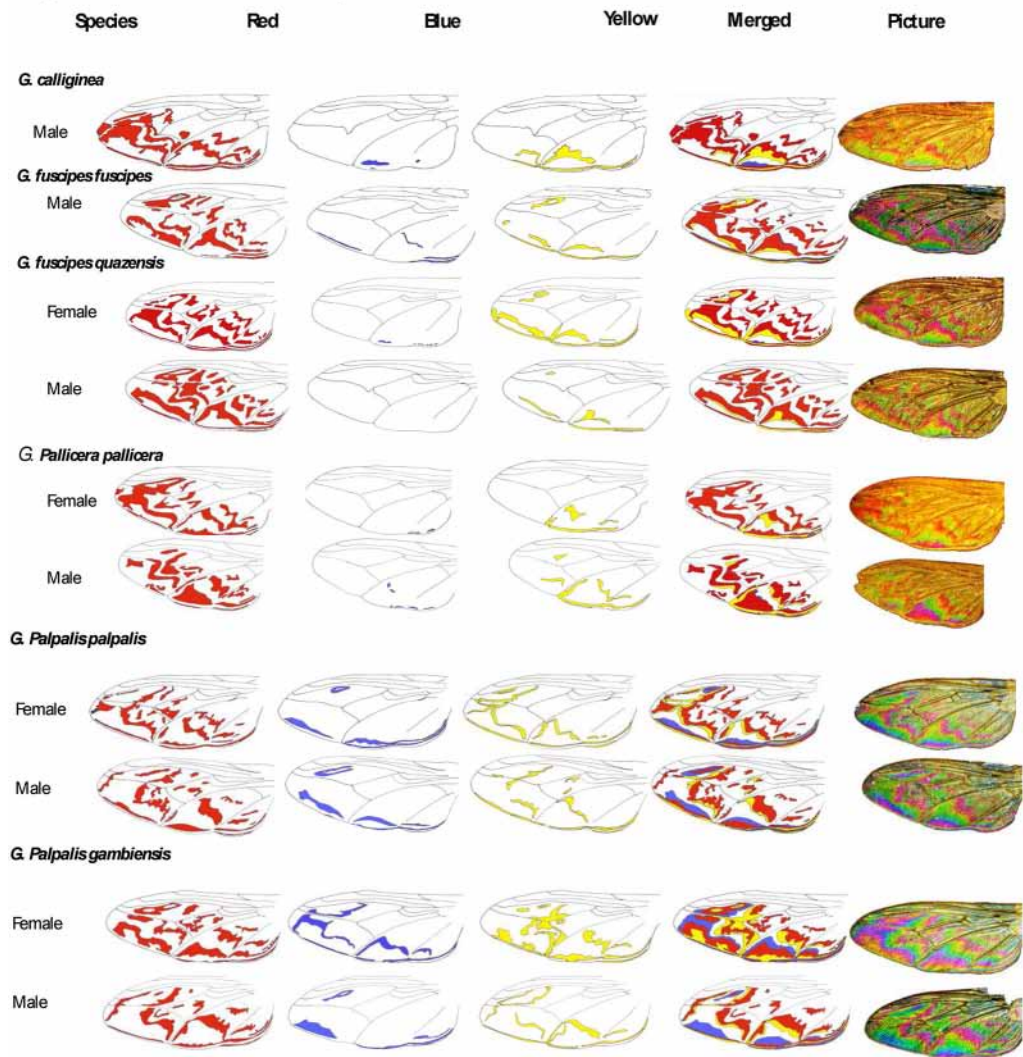 Species Red Blue Yellow Merged Picture
G. calliginea
Male
G. fuscipes fuscipes
Male
G. fuscipes quazensis
Female
Male
G. Pallicera pallicera
Female
Male
G. Palpalis palpalis
Female
Male
G. Palpalis gambiensis
Female
Male